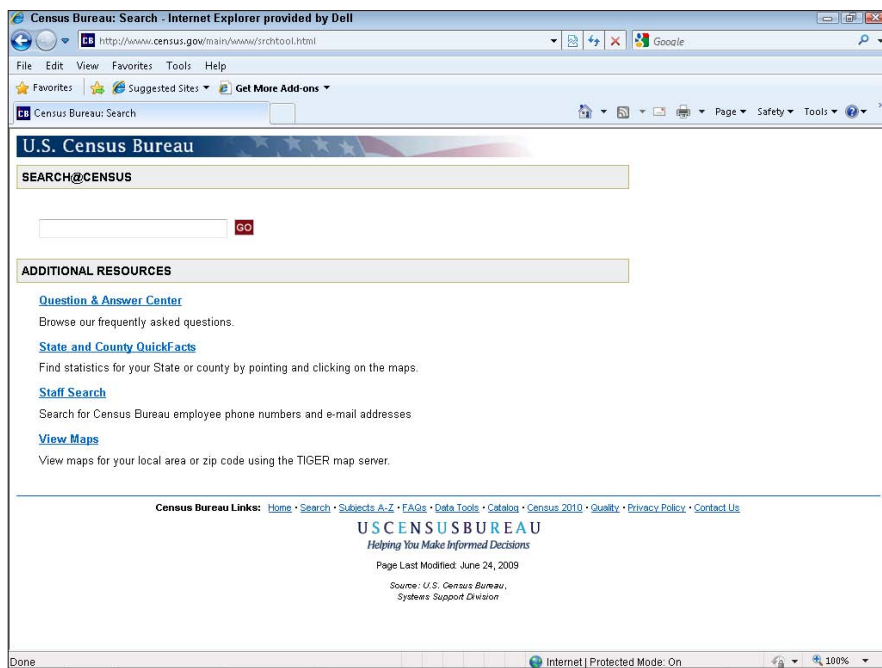 Census Bureau: Search - Internet Explorer provided by Dell
CB http://www.census.gov/main/www/srchtool.html Google
File Edit View Favorites Tools Help
Favorites Suggested Sites Get More Add-ons
CB Census Bureau: Search Page Safety Tools
U.S. Census Bureau
SEARCH@CENSUS
GO
ADDITIONAL RESOURCES
Question & Answer Center
Browse our frequently asked questions.
State and County QuickFacts
Find statistics for your State or county by pointing and clicking on the maps.
Staff Search
Search for Census Bureau employee phone numbers and e-mail addresses
View Maps
View maps for your local area or zip code using the TIGER map server.
Census Bureau Links: Home · Search · Subjects A-Z · FAQs · Data Tools · Catalog · Census 2010 · Quality · Privacy Policy · Contact Us
USCENSUSBUREAU
Helping You Make Informed Decisions
Page Last Modified: June 24, 2009
Source: U.S. Census Bureau,
Systems Support Division
Done Internet | Protected Mode: On 100%